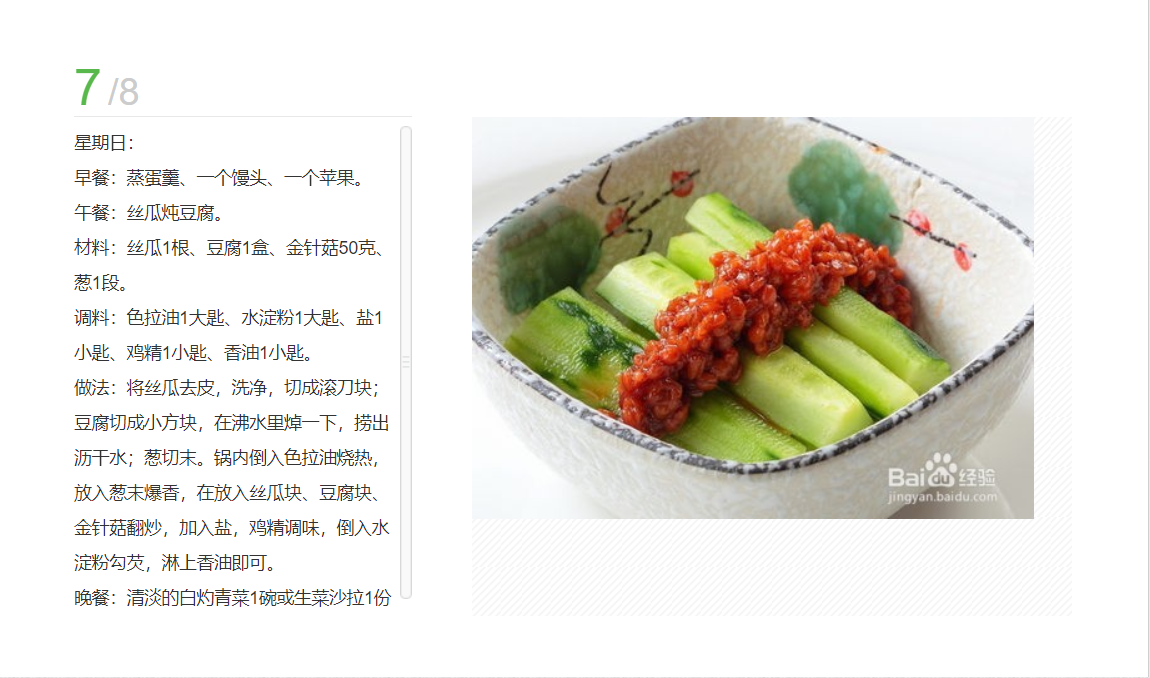 7/8
星期日：
早餐：蒸蛋羹、一个馒头、一个苹果。
午餐：丝瓜炖豆腐。
材料：丝瓜1根、豆腐1盒、金针菇50克、
葱1段。
调料：色拉油1大匙、水淀粉1大匙、盐1
小匙、鸡精1小匙、香油1小匙。
做法：将丝瓜去皮，洗净，切成滚刀块；
豆腐切成小方块，在沸水里焯一下，捞出
沥干水；葱切末。锅内倒入色拉油烧热，
放入葱末爆香，在放入丝瓜块、豆腐块、
金针菇翻炒，加入盐，鸡精调味，倒入水
淀粉勾芡，淋上香油即可。
晚餐：清淡的白灼青菜1碗或生菜沙拉1份
Bai du 经验
jingyan.baidu.com